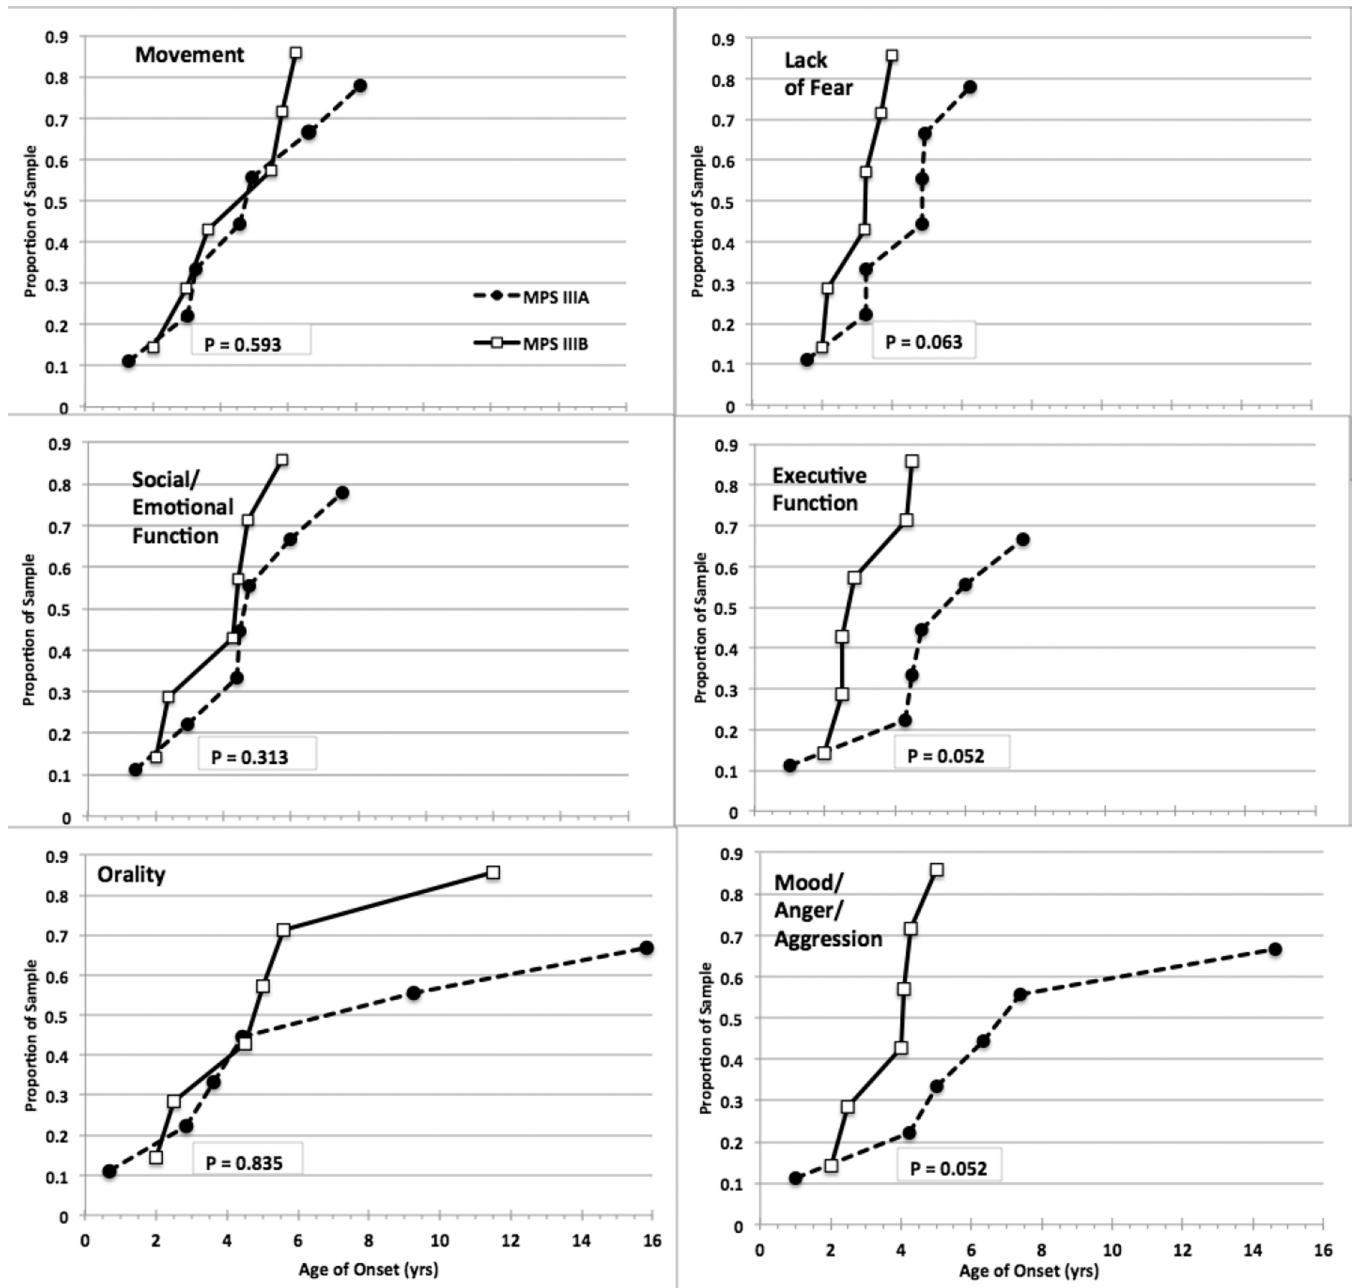 Movement
Proportion of Sample
0.9
0.8
0.7
0.6
0.5
0.4
0.3
0.2
0.1
0
MPS IIIA
MPS IIIB
P = 0.593
Lack
of Fear
Proportion of Sample
0.9
0.8
0.7
0.6
0.5
0.4
0.3
0.2
0.1
0
P = 0.063
Social/
Emotional
Function
Proportion of Sample
0.9
0.8
0.7
0.6
0.5
0.4
0.3
0.2
0.1
0
P = 0.313
Executive
Function
Proportion of Sample
0.9
0.8
0.7
0.6
0.5
0.4
0.3
0.2
0.1
0
P = 0.052
Orality
Proportion of Sample
0.9
0.8
0.7
0.6
0.5
0.4
0.3
0.2
0.1
0
P = 0.835
0 2 4 6 8 10 12 14 16
Age of Onset (yrs)
Mood/
Anger/
Aggression
Proportion of Sample
0.9
0.8
0.7
0.6
0.5
0.4
0.3
0.2
0.1
0
P = 0.052
0 2 4 6 8 10 12 14 16
Age of Onset (yrs)